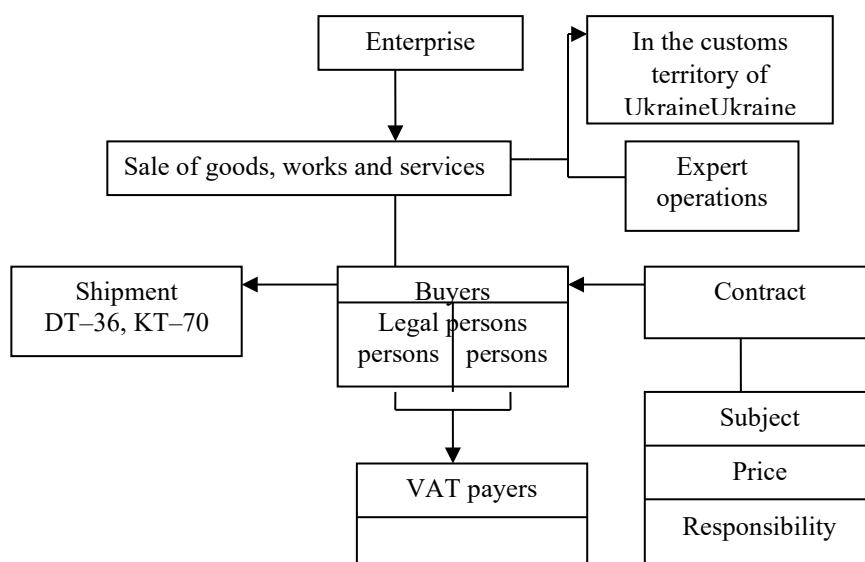 Enterprise
In the customs
territory of
UkraineUkraine
Sale of goods, works and services
Expert
operations
Shipment
DT–36, KT–70
Buyers
Legal persons
persons persons
Contract
Subject
Price
Responsibility
VAT payers